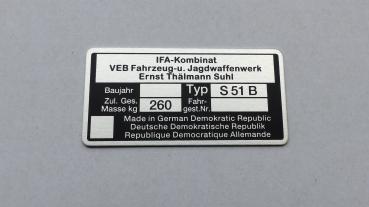 IFA-Kombinat
VEB Fahrzeug-u. Jagdwaffenwerk
Ernst Thälmann Suhl
Baujahr Typ S 51 B
Zul. Ges. Masse kg 260 Fahr-gest.Nr.
Made in German Democratic Republic
Deutsche Demokratische Republik
Republique Democratique Allemande